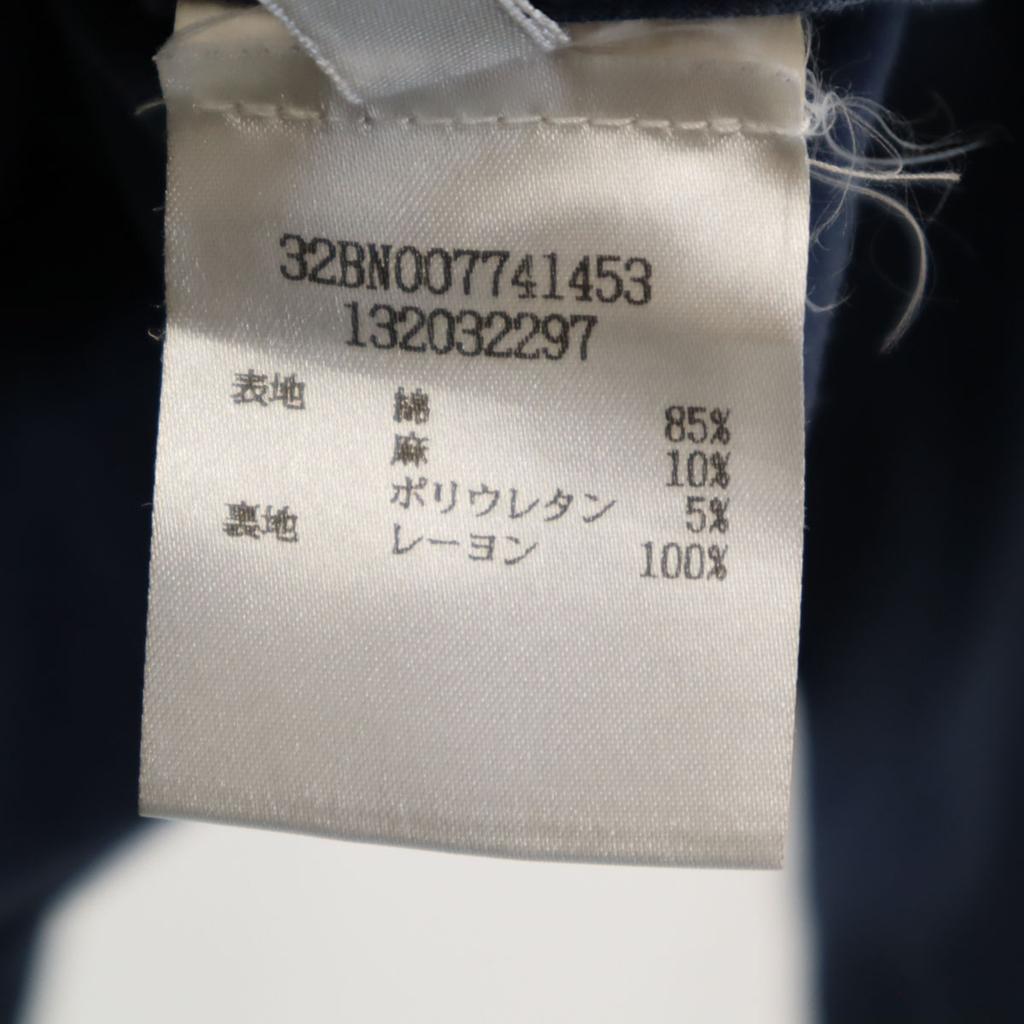 32BN007741453
132032297
表地 綿 85%
麻 10%
ポリウレタン 5%
裏地 レーヨン 100%